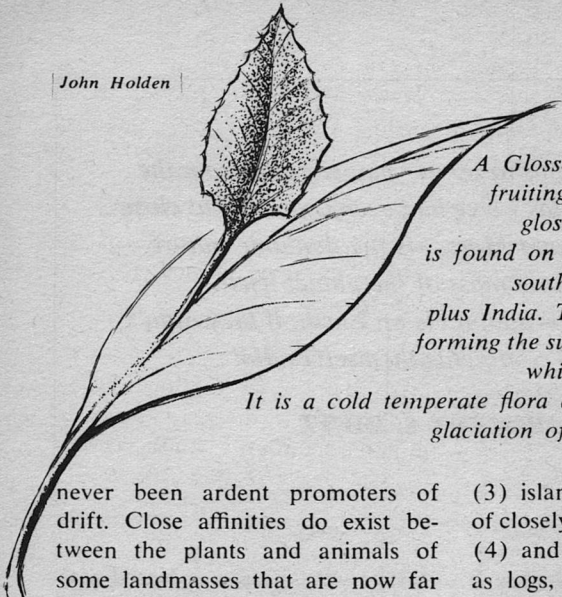 John Holden
A Gloss
fruiting
glos
is found on
south
plus India. T
forming the su
whi
It is a cold temperate flora
glaciation of
never been ardent promoters of
drift. Close affinities do exist be-
tween the plants and animals of
some landmasses that are now far
(3) islan
of closely
(4) and
as logs,